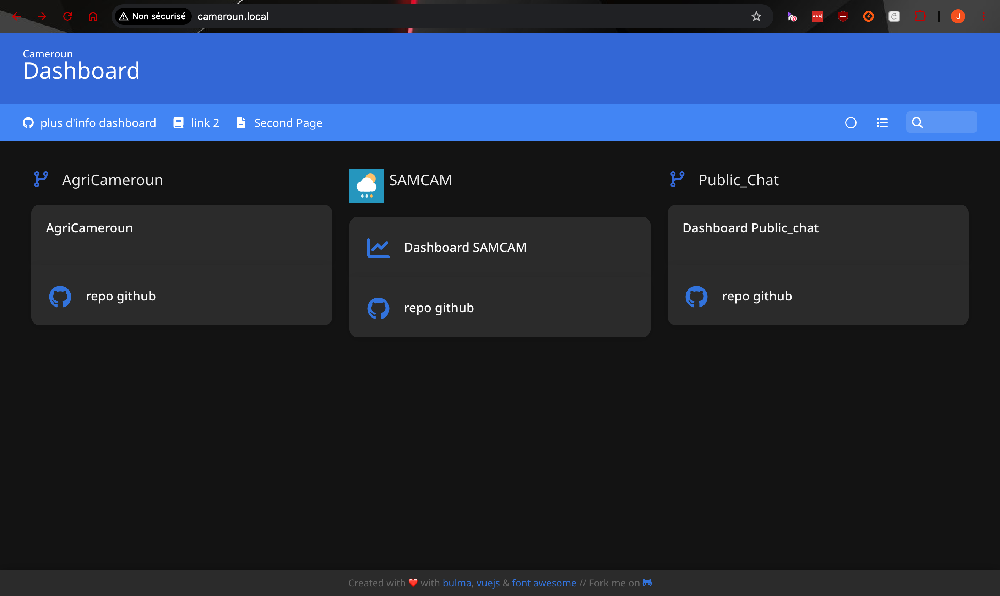 Non sécurisé cameroun.local J
Cameroun
Dashboard
plus d'info dashboard link 2 Second Page
AgriCameroun
AgriCameroun
repo github
SAMCAM
Dashboard SAMCAM
repo github
Public_Chat
Dashboard Public_chat
repo github
Created with ❤️ with bulma, vuejs & font awesome // Fork me on